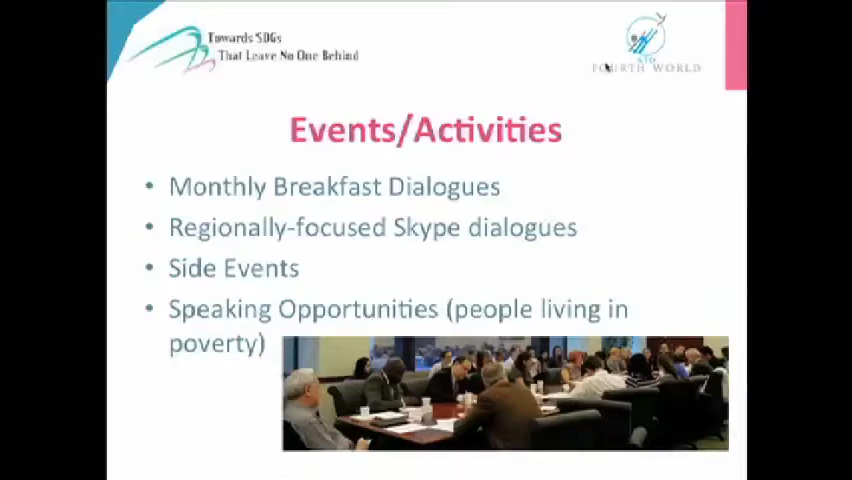 Towards SDGs
That Leave No One Behind
ATD
FOURTH WORLD
Events/Activities
• Monthly Breakfast Dialogues
• Regionally-focused Skype dialogues
• Side Events
• Speaking Opportunities (people living in
poverty)